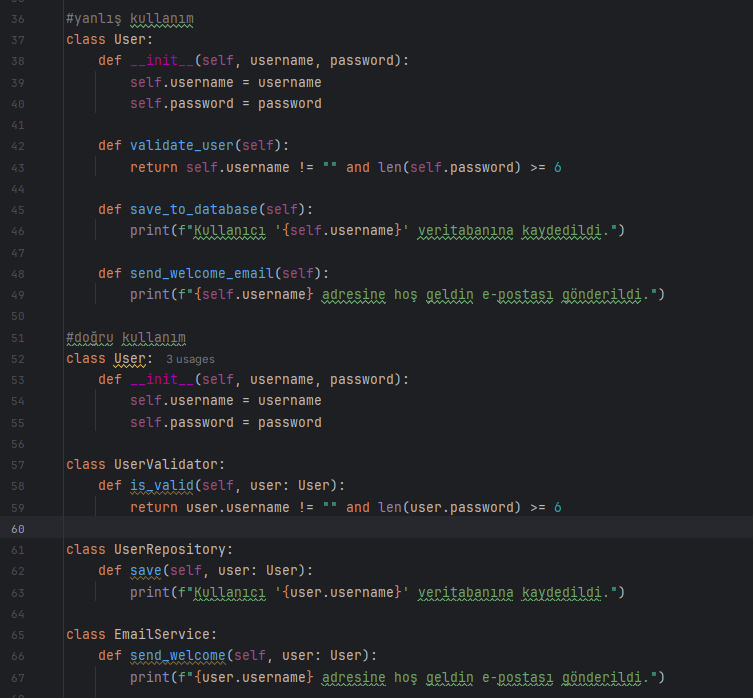 36 #yanlış kullanım
37 class User:
38     def __init__(self, username, password):
39         self.username = username
40         self.password = password
41
42     def validate_user(self):
43         return self.username != "" and len(self.password) >= 6
44
45     def save_to_database(self):
46         print(f"Kullanıcı '{self.username}' veritabanına kaydedildi.")
47
48     def send_welcome_email(self):
49         print(f"{self.username} adresine hoş geldin e-postası gönderildi.")
50
51 #doğru kullanım
52 class User: 3 usages
53     def __init__(self, username, password):
54         self.username = username
55         self.password = password
56
57 class UserValidator:
58     def is_valid(self, user: User):
59         return user.username != "" and len(user.password) >= 6
60
61 class UserRepository:
62     def save(self, user: User):
63         print(f"Kullanıcı '{user.username}' veritabanına kaydedildi.")
64
65 class EmailService:
66     def send_welcome(self, user: User):
67         print(f"{user.username} adresine hoş geldin e-postası gönderildi.")